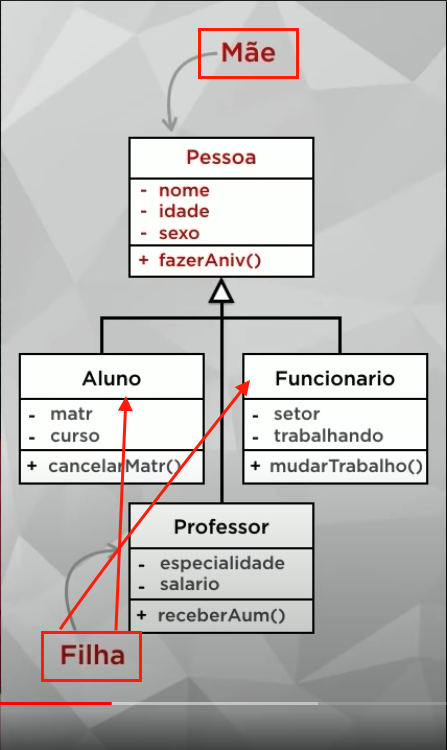 Mãe
Pessoa
- nome
- idade
- sexo
+ fazerAniv()
Aluno
- matr
- curso
+ cancelarMatr()
Funcionario
- setor
- trabalhando
+ mudarTrabalho()
Professor
- especialidade
- salario
+ receberAum()
Filha